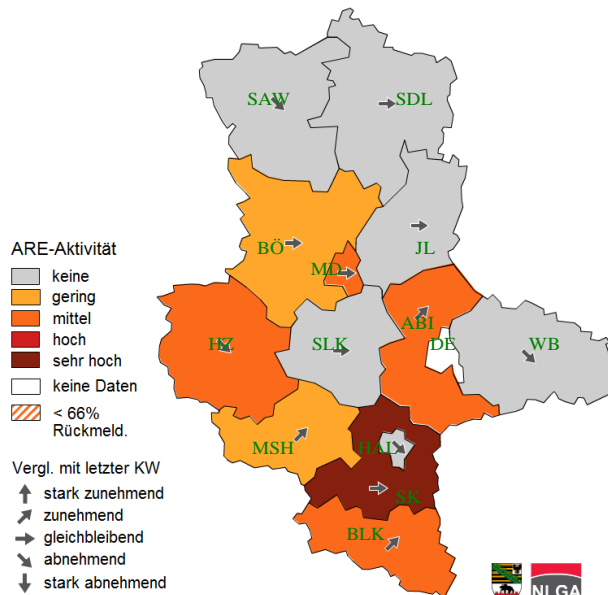 SAW
SDL
BÖ
JL
MD
ARE-Aktivität
keine
gering
mittel
hoch
sehr hoch
keine Daten
< 66%
Rückmeld.
HZ
SLK
ABI
DE
WB
MSH
HAL
SK
BLK
Vergl. mit letzter KW
stark zunehmend
zunehmend
gleichbleibend
abnehmend
stark abnehmend
NLGA